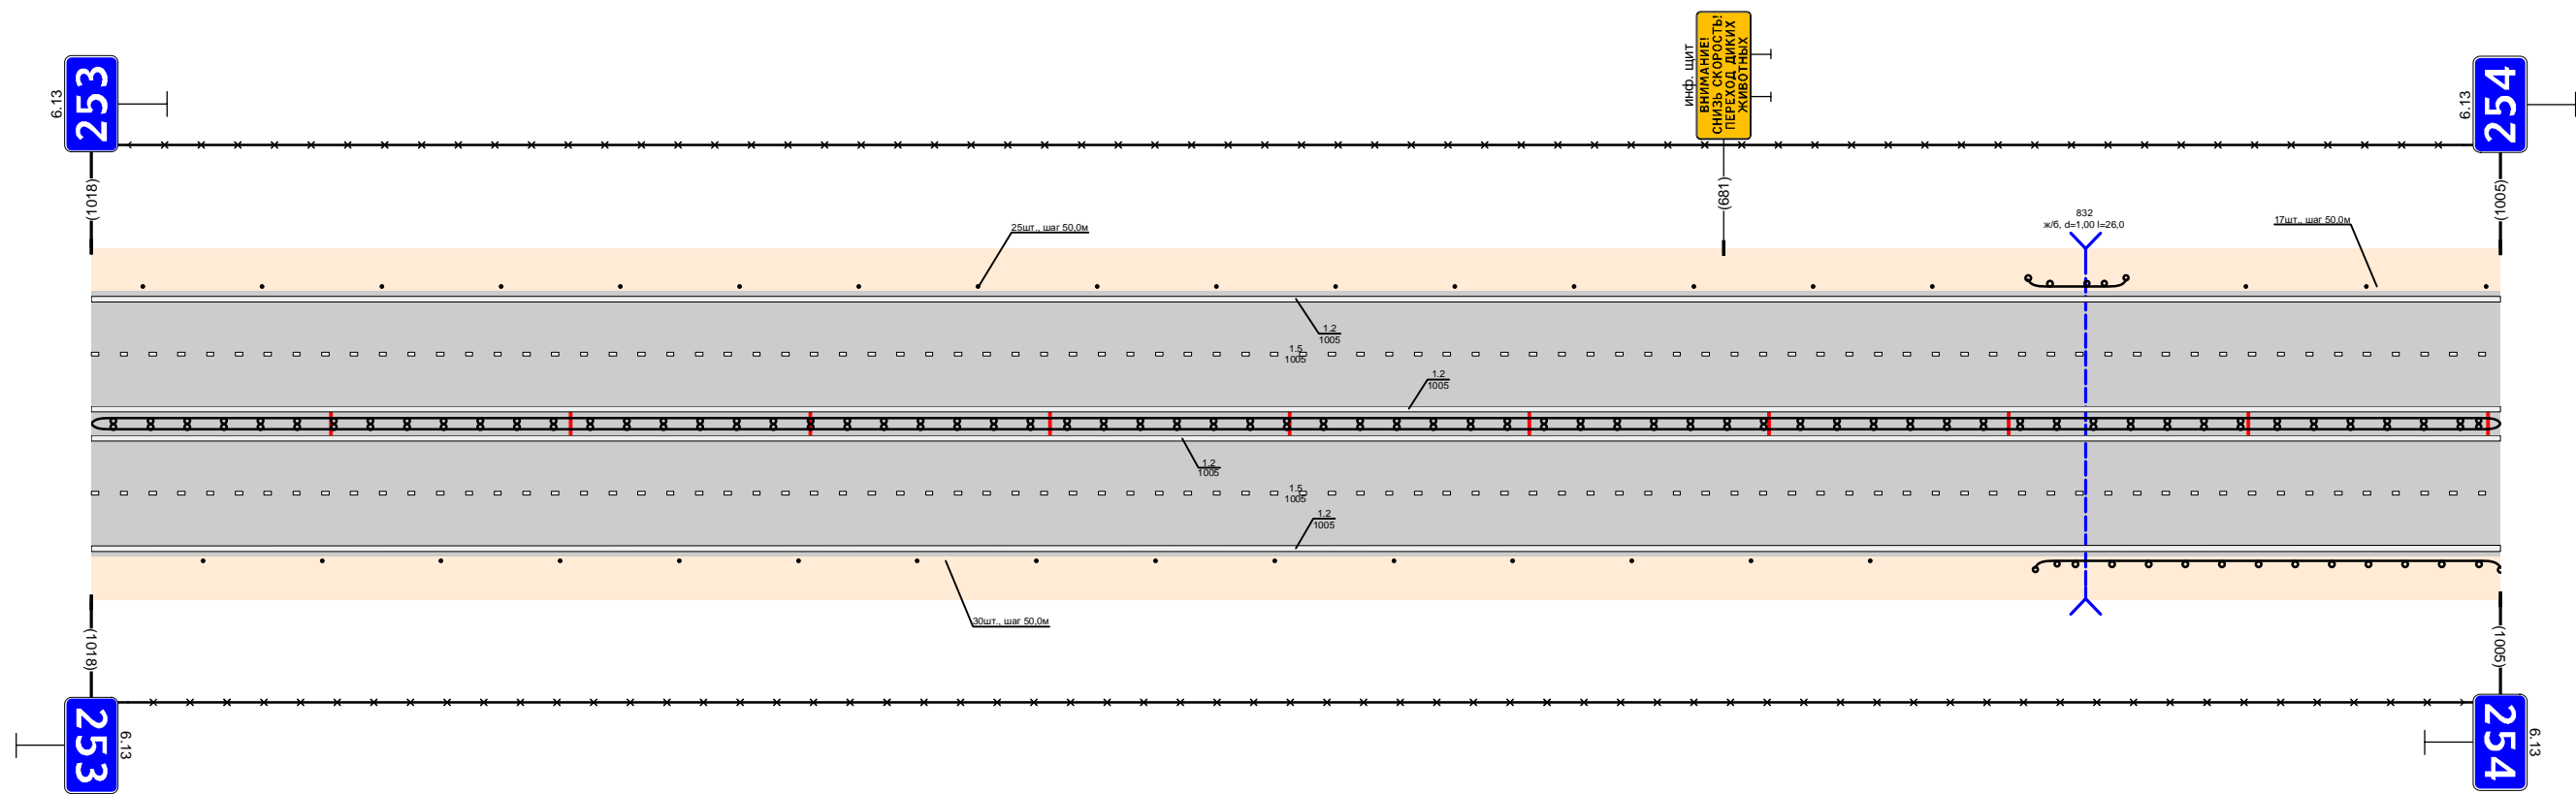 253
6.13
инф. щит
ВНИМАНИЕ!
СНИЗЬ СКОРОСТЬ!
ПЕРЕХОД ДИКИХ
ЖИВОТНЫХ
254
6.13
(1018)
(681)
(1005)
832
ж/б, d=1,00 l=26,0
25шт., шаг 50,0м
17шт., шаг 50,0м
1.2
1005
1.5
1005
1.2
1005
1.2
1005
1.5
1005
1.2
1005
30шт., шаг 50,0м
(1018)
(1005)
253
6.13
254
6.13